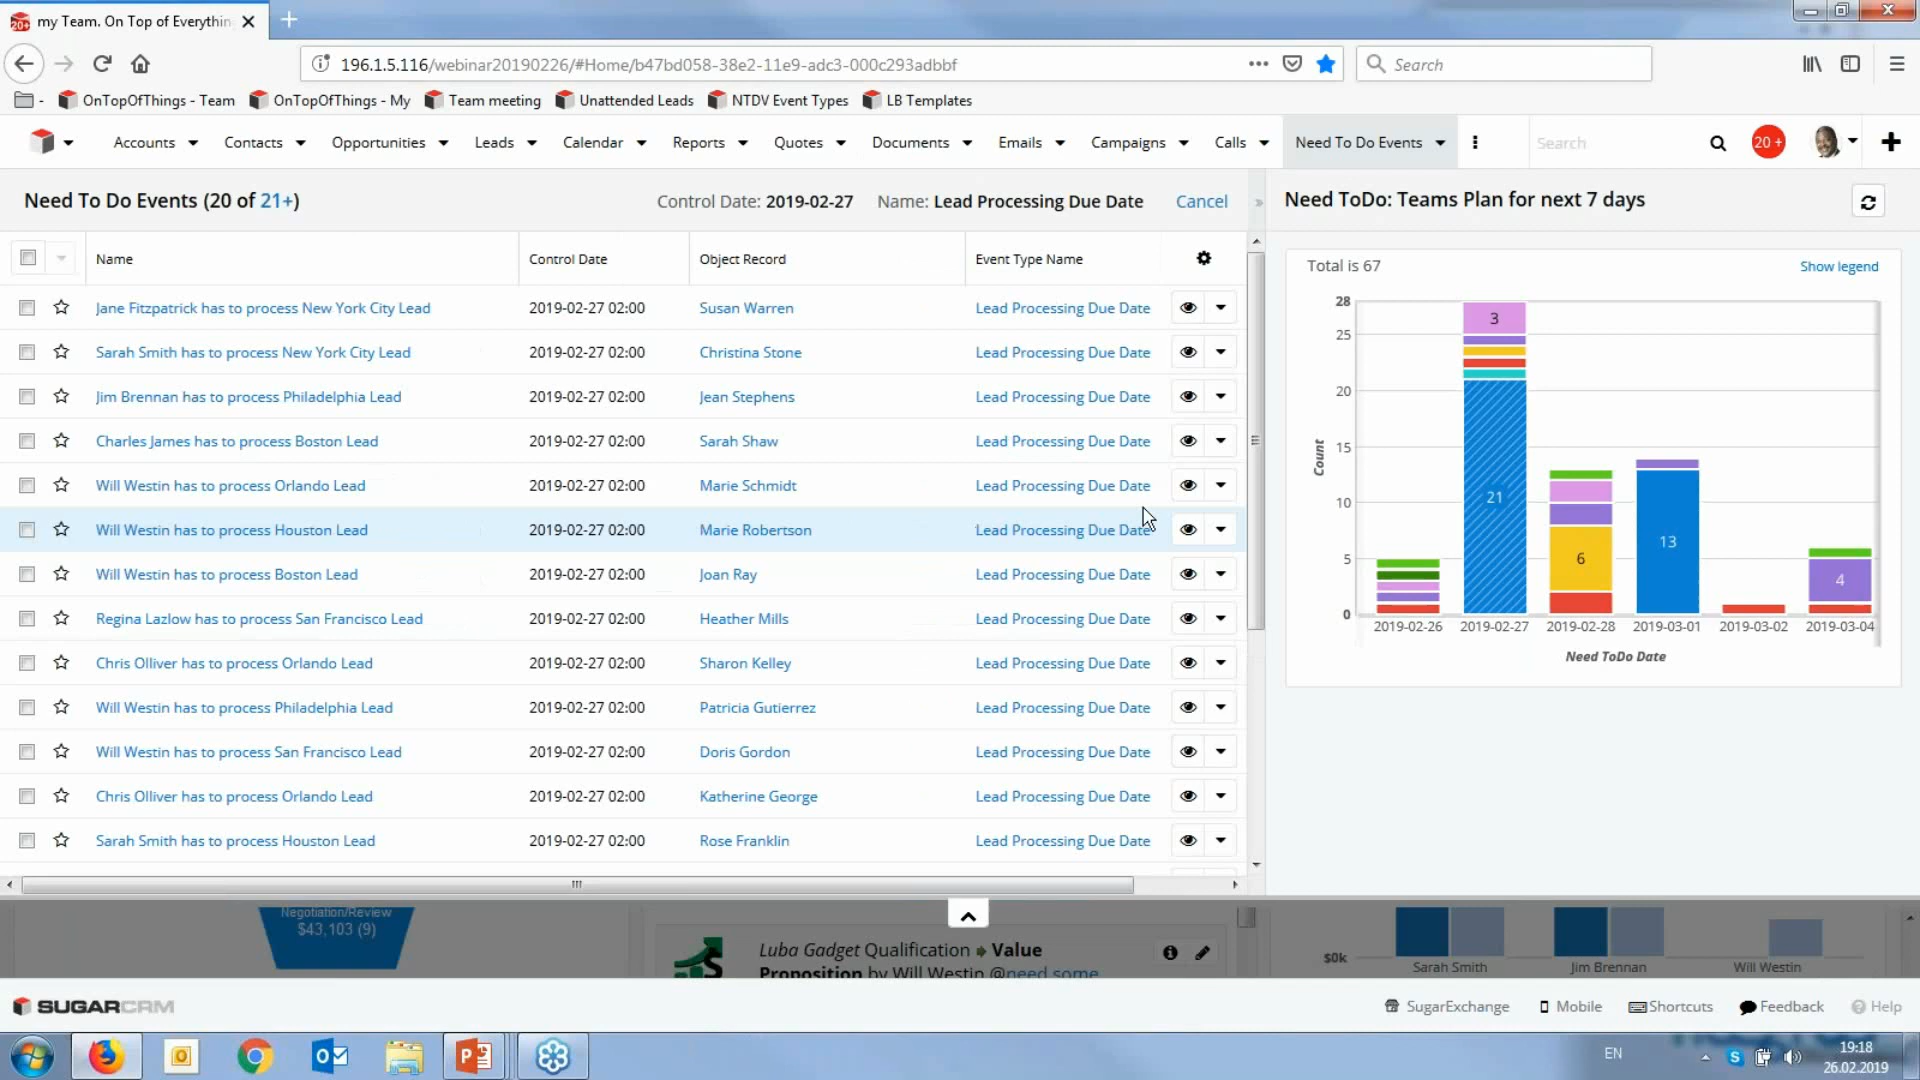 my Team. On Top of Everythin
196.1.5.116/webinar20190226/#Home/b47bd058-38e2-11e9-adc3-000c293adbbf
Search
OnTopOfThings - Team OnTopOfThings - My Team meeting Unattended Leads NTDV Event Types LB Templates
Accounts Contacts Opportunities Leads Calendar Reports Quotes Documents Emails Campaigns Calls Need To Do Events Search 20 +
Need To Do Events (20 of 21+) Control Date: 2019-02-27 Name: Lead Processing Due Date Cancel
Name Control Date Object Record Event Type Name
Jane Fitzpatrick has to process New York City Lead 2019-02-27 02:00 Susan Warren Lead Processing Due Date
Sarah Smith has to process New York City Lead 2019-02-27 02:00 Christina Stone Lead Processing Due Date
Jim Brennan has to process Philadelphia Lead 2019-02-27 02:00 Jean Stephens Lead Processing Due Date
Charles James has to process Boston Lead 2019-02-27 02:00 Sarah Shaw Lead Processing Due Date
Will Westin has to process Orlando Lead 2019-02-27 02:00 Marie Schmidt Lead Processing Due Date
Will Westin has to process Houston Lead 2019-02-27 02:00 Marie Robertson Lead Processing Due Date
Will Westin has to process Boston Lead 2019-02-27 02:00 Joan Ray Lead Processing Due Date
Regina Lazlow has to process San Francisco Lead 2019-02-27 02:00 Heather Mills Lead Processing Due Date
Chris Olliver has to process Orlando Lead 2019-02-27 02:00 Sharon Kelley Lead Processing Due Date
Will Westin has to process Philadelphia Lead 2019-02-27 02:00 Patricia Gutierrez Lead Processing Due Date
Will Westin has to process San Francisco Lead 2019-02-27 02:00 Doris Gordon Lead Processing Due Date
Chris Olliver has to process Orlando Lead 2019-02-27 02:00 Katherine George Lead Processing Due Date
Sarah Smith has to process Houston Lead 2019-02-27 02:00 Rose Franklin Lead Processing Due Date
Need ToDo: Teams Plan for next 7 days
Total is 67 Show legend
28
25
20
15
10
5
0
Count
3
21
6
13
4
2019-02-26 2019-02-27 2019-02-28 2019-03-01 2019-03-02 2019-03-04
Need ToDo Date
Negotiation/Review
$43,103 (9)
Luba Gadget Qualification Value
Proposition by Will Westin @need some
$0k
Sarah Smith Jim Brennan Will Westin
SUGARCRM
SugarExchange Mobile Shortcuts Feedback Help
EN
19:18
26.02.2019